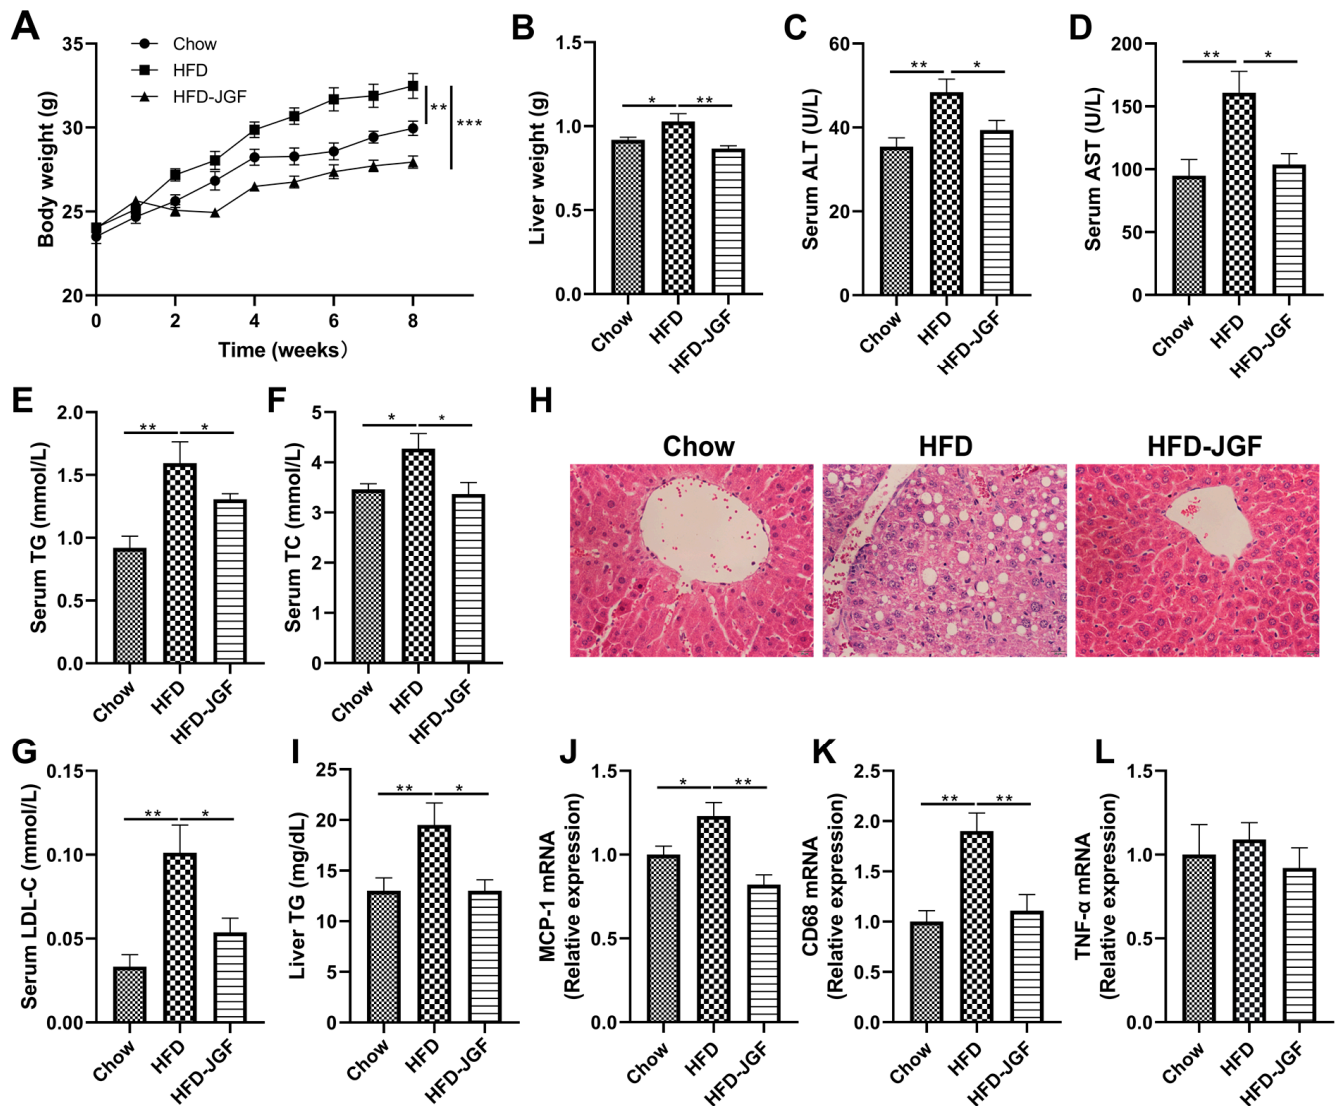 A
Body weight (g)
35
30
25
20
Chow
HFD
HFD-JGF
**
***
0 2 4 6 8
Time (weeks)
B
Liver weight (g)
1.5
1.0
0.5
0.0
* **
Chow HFD HFD-JGF
C
Serum ALT (U/L)
60
40
20
0
** *
Chow HFD HFD-JGF
D
Serum AST (U/L)
200
150
100
50
0
** *
Chow HFD HFD-JGF
E
Serum TG (mmol/L)
2.0
1.5
1.0
0.5
0.0
** *
Chow HFD HFD-JGF
F
Serum TC (mmol/L)
5
4
3
2
1
0
* *
Chow HFD HFD-JGF
H
Chow HFD HFD-JGF
G
Serum LDL-C (mmol/L)
0.15
0.10
0.05
0.00
** *
Chow HFD HFD-JGF
I
Liver TG (mg/dL)
25
20
15
10
5
0
** *
Chow HFD HFD-JGF
J
MCP-1 mRNA
(Relative expression)
1.5
1.0
0.5
0.0
* **
Chow HFD HFD-JGF
K
CD68 mRNA
(Relative expression)
2.5
2.0
1.5
1.0
0.5
0.0
** **
Chow HFD HFD-JGF
L
TNF-α mRNA
(Relative expression)
1.5
1.0
0.5
0.0
Chow HFD HFD-JGF